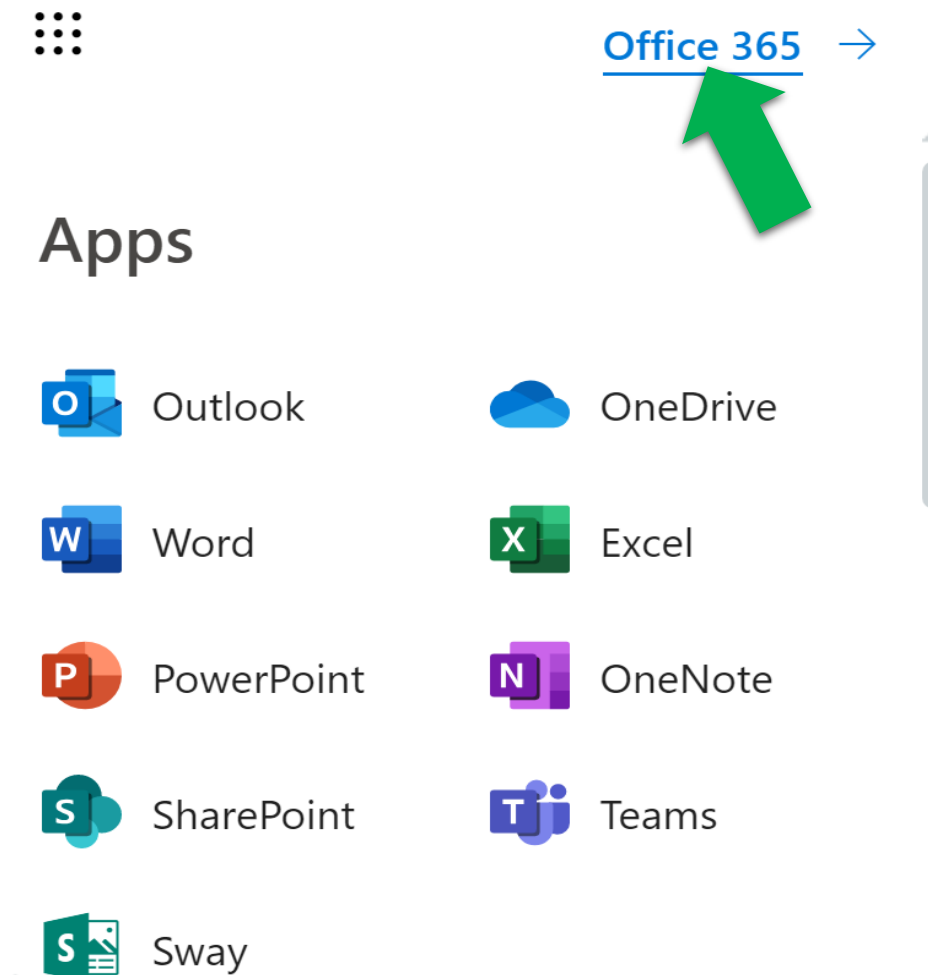 Office 365 →
Apps
O Outlook
OneDrive
W Word
X Excel
P PowerPoint
N OneNote
S SharePoint
T Teams
S Sway